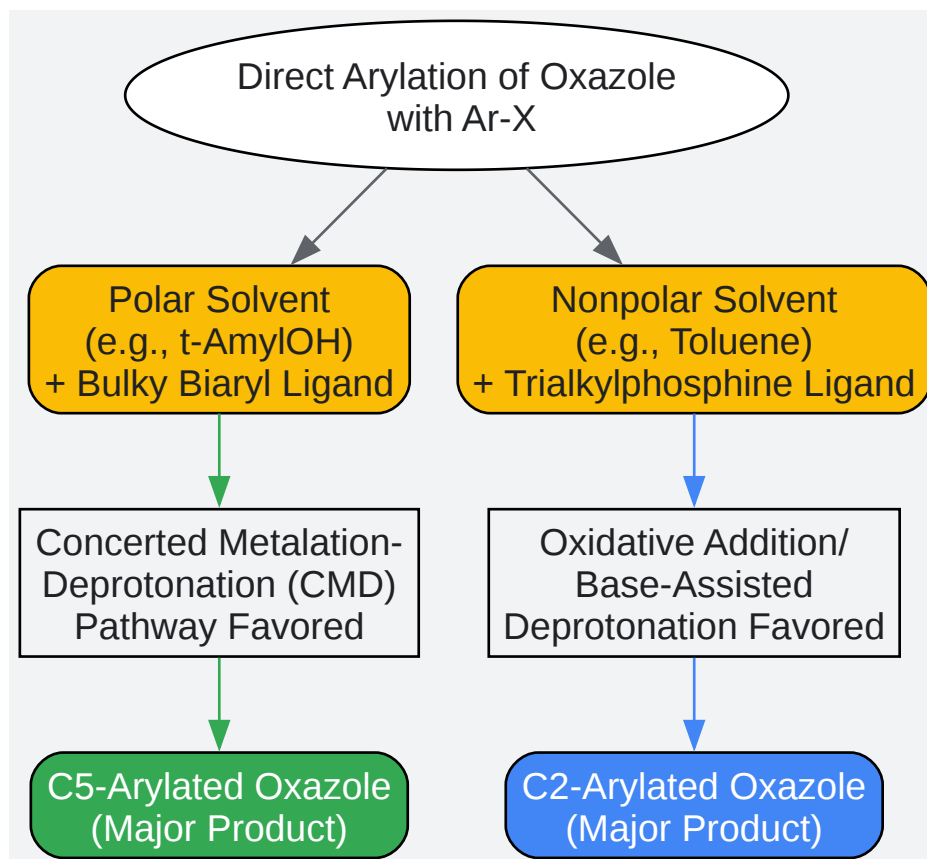 Direct Arylation of Oxazole
with Ar-X
Polar Solvent
(e.g., t-AmylOH)
+ Bulky Biaryl Ligand
Nonpolar Solvent
(e.g., Toluene)
+ Trialkylphosphine Ligand
Concerted Metalation-
Deprotonation (CMD)
Pathway Favored
Oxidative Addition/
Base-Assisted
Deprotonation Favored
C5-Arylated Oxazole
(Major Product)
C2-Arylated Oxazole
(Major Product)